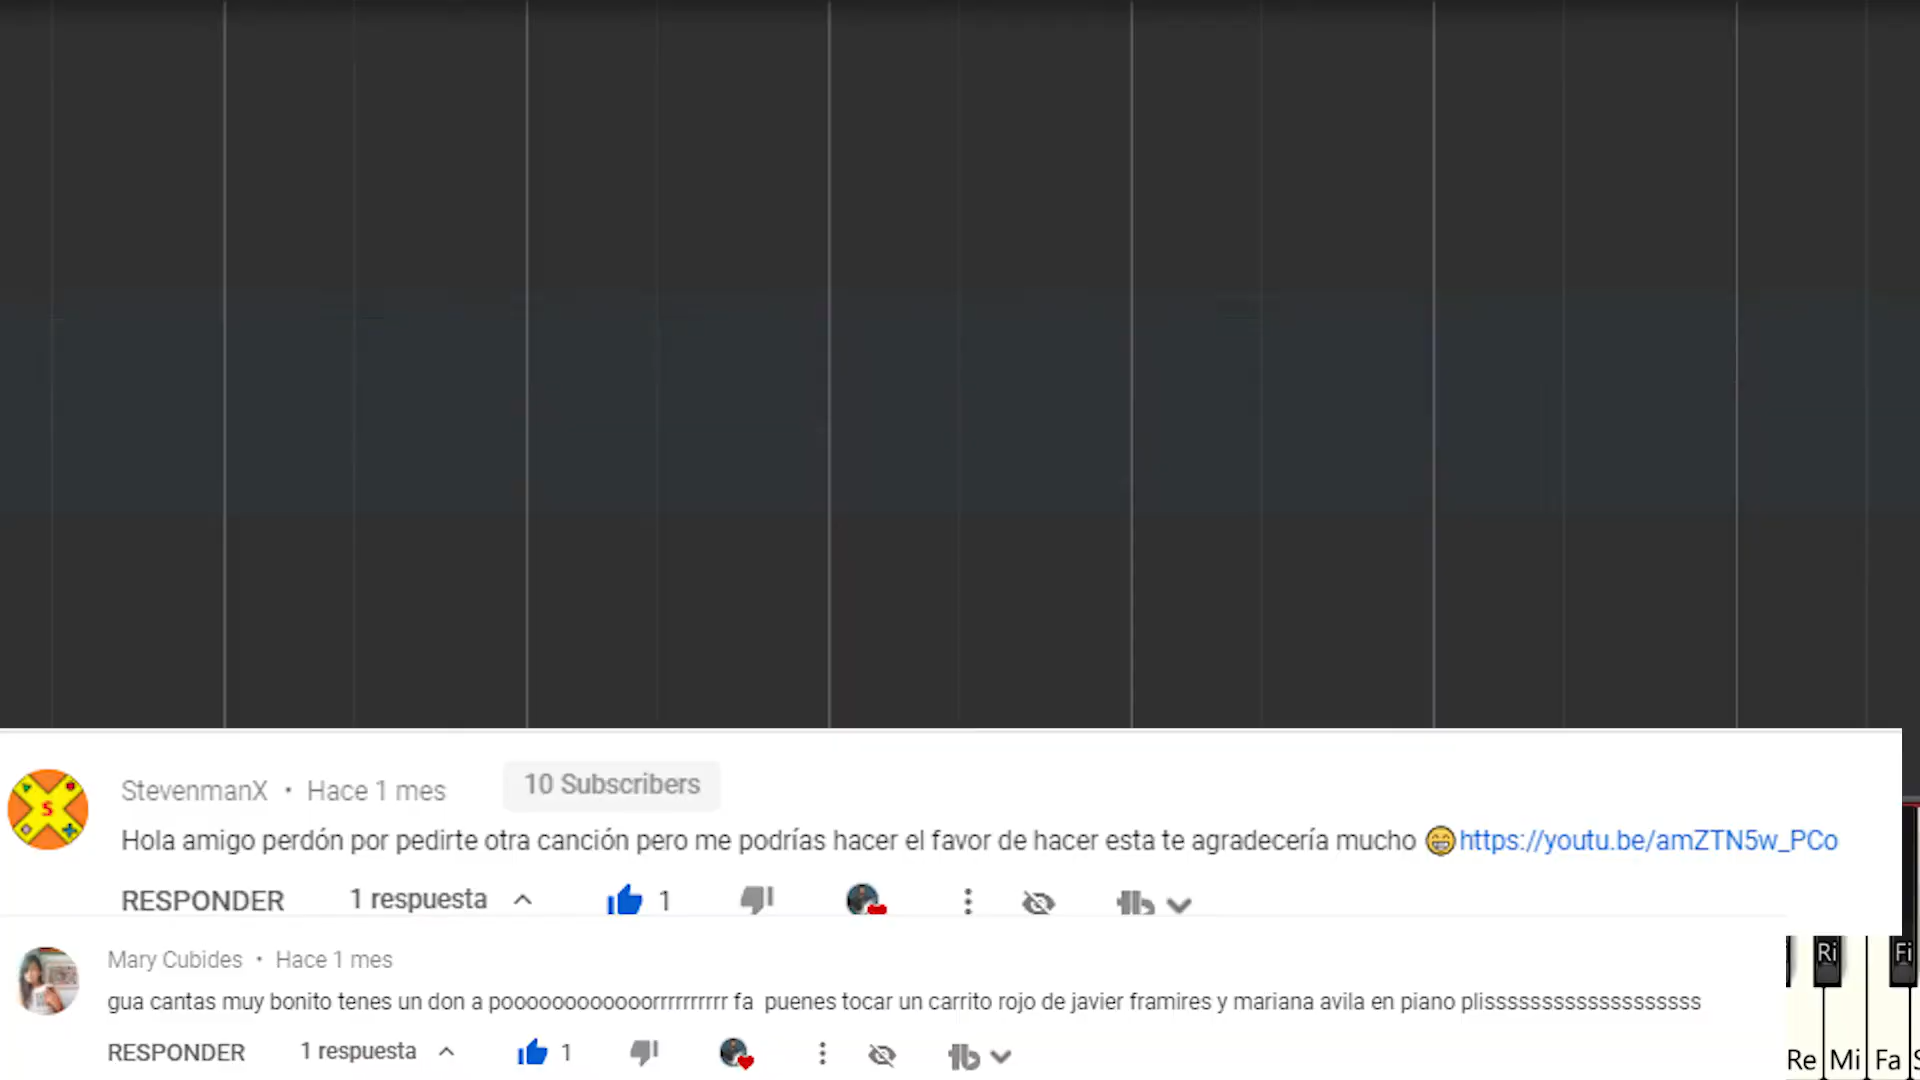 StevenmanX • Hace 1 mes 10 Subscribers
Hola amigo perdón por pedirte otra canción pero me podrías hacer el favor de hacer esta te agradecería mucho 😁https://youtu.be/amZTN5w_PCo
RESPONDER 1 respuesta 1
Mary Cubides • Hace 1 mes
gua cantas muy bonito tenes un don a poooooooooooorrrrrrrrrr fa puenes tocar un carrito rojo de javier framires y mariana avila en piano plissssssssssssssssssss
RESPONDER 1 respuesta 1
Ri Fi
Re Mi Fa